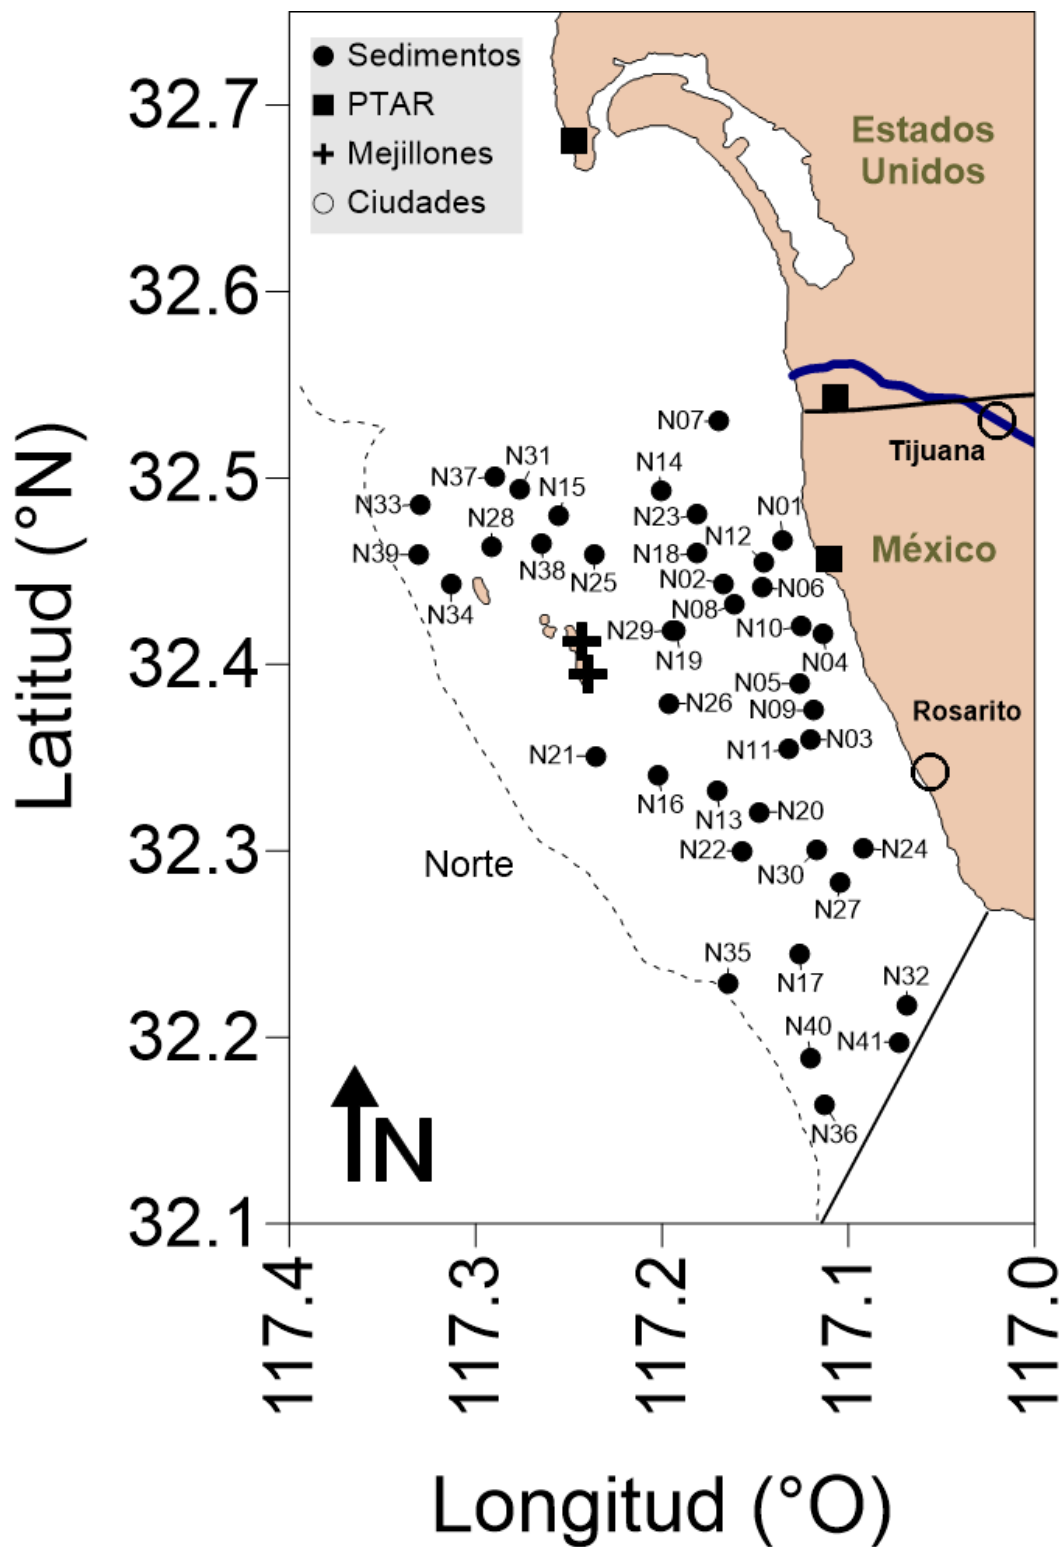 Sedimentos
PTAR
Mejillones
Ciudades
Estados
Unidos
México
Tijuana
Rosarito
Norte
N
N07
N31
N14
N37
N15
N33
N23
N01
N28
N12
N39
N38
N18
N25
N02
N06
N34
N08
N29
N10
N19
N04
N05
N26
N09
N21
N11
N03
N16
N13
N20
N22
N24
N30
N27
N35
N17
N32
N40
N41
N36
32.7
32.6
32.5
32.4
32.3
32.2
32.1
Latitud (°N)
117.4
117.3
117.2
117.1
117.0
Longitud (°O)